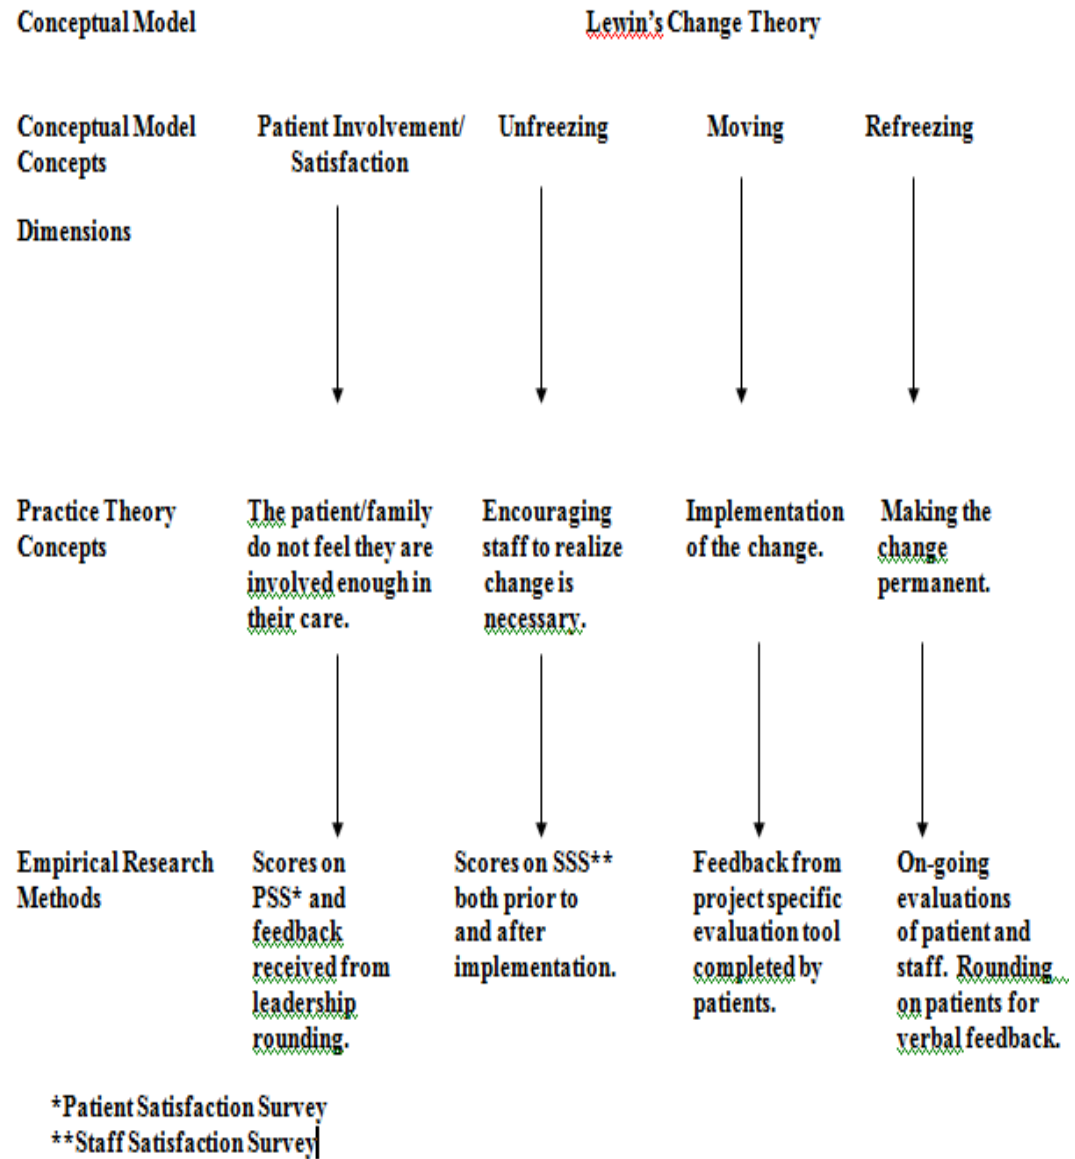 Conceptual Model
Lewin's Change Theory
Conceptual Model
Concepts
Patient Involvement/
Satisfaction
Unfreezing
Moving
Refreezing
Dimensions
Practice Theory
Concepts
The patient/family
do not feel they are
involved enough in
their care.
Encouraging
staff to realize
change is
necessary.
Implementation
of the change.
Making the
change
permanent.
Empirical Research
Methods
Scores on
PSS* and
feedback
received from
leadership
rounding.
Scores on SSS**
both prior to
and after
implementation.
Feedback from
project specific
evaluation tool
completed by
patients.
On-going
evaluations
of patient and
staff. Rounding
on patients for
verbal feedback.
*Patient Satisfaction Survey
**Staff Satisfaction Survey